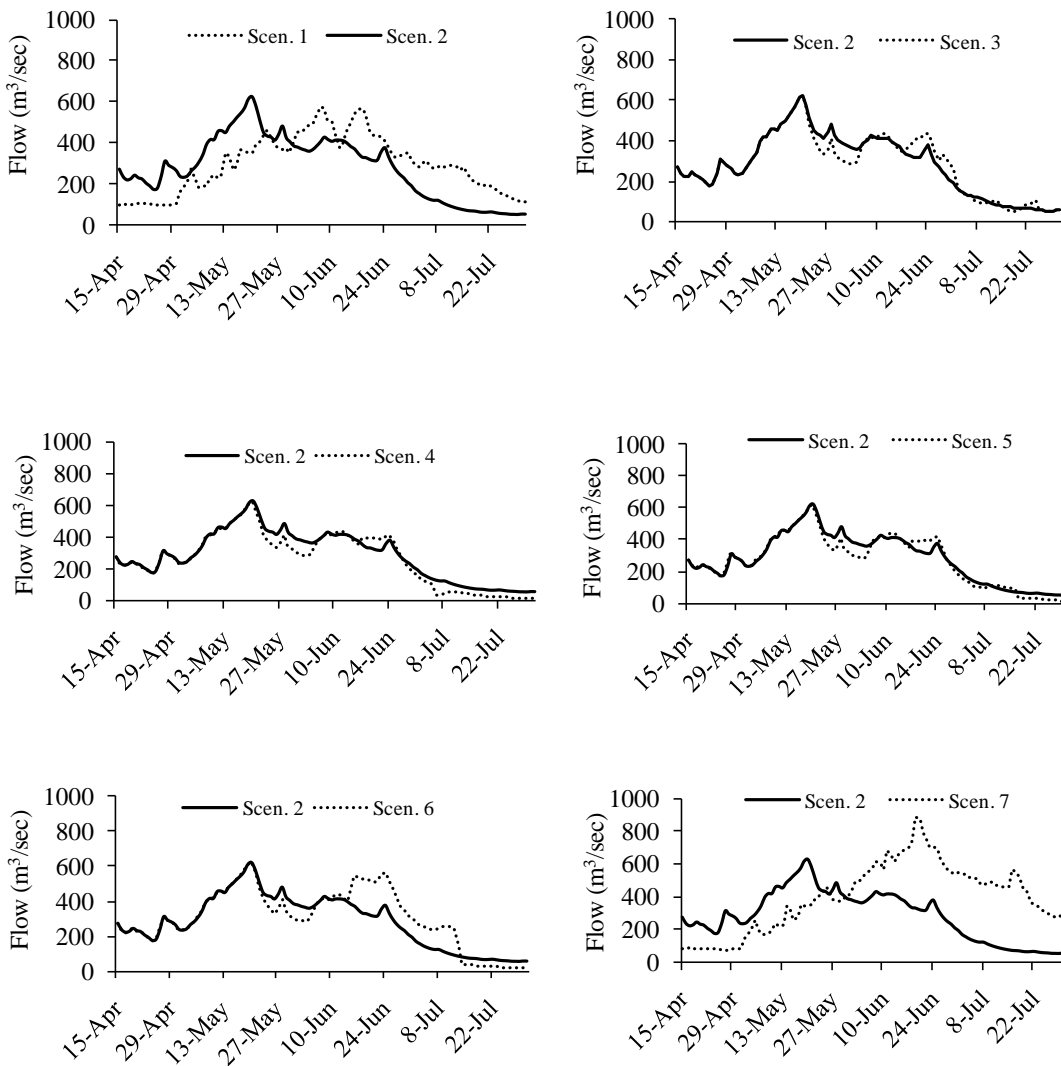 1000
800
600
400
200
0
Flow (m³/sec)
Scen. 1 Scen. 2
15-Apr
29-Apr
13-May
27-May
10-Jun
24-Jun
8-Jul
22-Jul
1000
800
600
400
200
0
Flow (m³/sec)
Scen. 2 Scen. 3
15-Apr
29-Apr
13-May
27-May
10-Jun
24-Jun
8-Jul
22-Jul
1000
800
600
400
200
0
Flow (m³/sec)
Scen. 2 Scen. 4
15-Apr
29-Apr
13-May
27-May
10-Jun
24-Jun
8-Jul
22-Jul
1000
800
600
400
200
0
Flow (m³/sec)
Scen. 2 Scen. 5
15-Apr
29-Apr
13-May
27-May
10-Jun
24-Jun
8-Jul
22-Jul
1000
800
600
400
200
0
Flow (m³/sec)
Scen. 2 Scen. 6
15-Apr
29-Apr
13-May
27-May
10-Jun
24-Jun
8-Jul
22-Jul
1000
800
600
400
200
0
Flow (m³/sec)
Scen. 2 Scen. 7
15-Apr
29-Apr
13-May
27-May
10-Jun
24-Jun
8-Jul
22-Jul